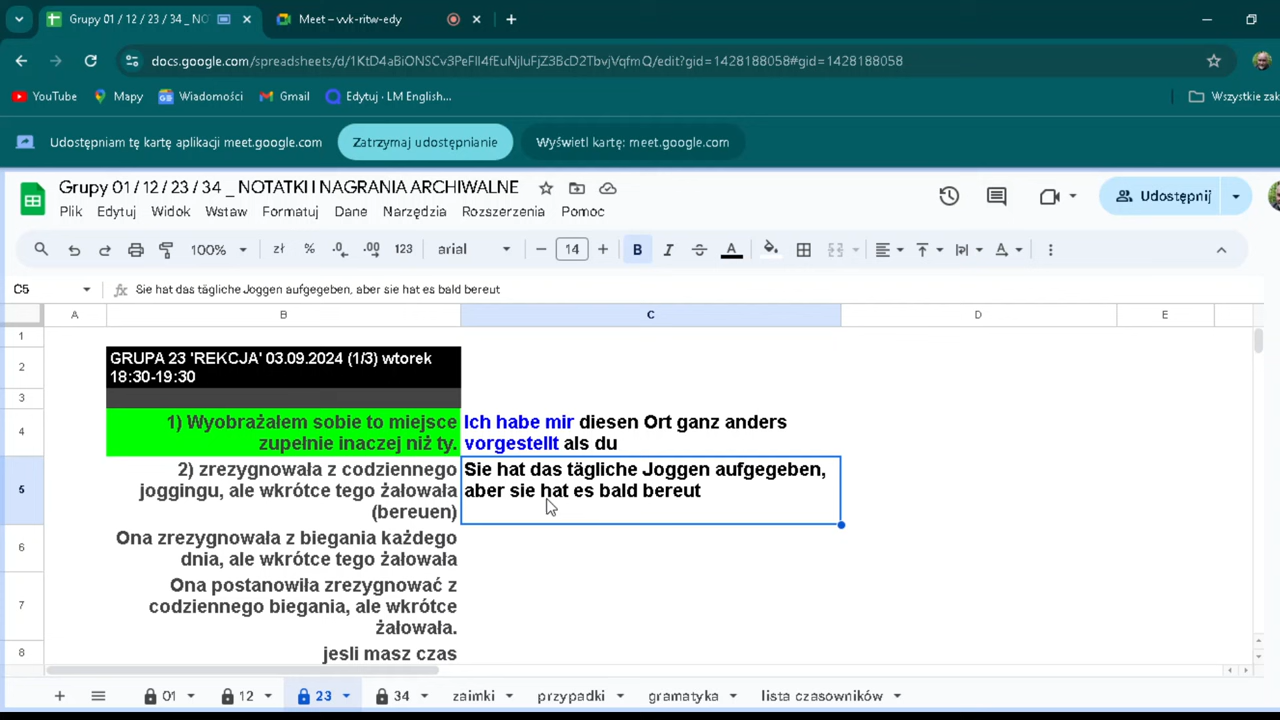 Grupy 01 / 12 / 23 / 34 _ NO
Meet – vvk-ritw-edy
docs.google.com/spreadsheets/d/1KtD4aBiONSCv3PeFIl4fEuNjluFjZ3BcD2TbvjVqfmQ/edit?gid=1428188058#gid=1428188058
YouTube
Mapy
Wiadomości
Gmail
Edytuj · LM English...
Wszystkie zak
Udostępniam tę kartę aplikacji meet.google.com
Zatrzymaj udostępnianie
Wyświetl kartę: meet.google.com
Grupy 01 / 12 / 23 / 34 _ NOTATKI I NAGRANIA ARCHIWALNE
Plik Edytuj Widok Wstaw Formatuj Dane Narzędzia Rozszerzenia Pomoc
Udostępnij
100% zł % .0 .00 123 arial 14 B I A
C5
Sie hat das tägliche Joggen aufgegeben, aber sie hat es bald bereut
A B C D E
1
2
GRUPA 23 'REKCJA' 03.09.2024 (1/3) wtorek
18:30-19:30
3
4
1) Wyobrażałem sobie to miejsce
zupełnie inaczej niż ty.
Ich habe mir diesen Ort ganz anders
vorgestellt als du
5
2) zrezygnowała z codziennego
joggingu, ale wkrótce tego żałowała
(bereuen)
Sie hat das tägliche Joggen aufgegeben,
aber sie hat es bald bereut
6
Ona zrezygnowała z biegania każdego
dnia, ale wkrótce tego żałowała
7
Ona postanowiła zrezygnować z
codziennego biegania, ale wkrótce
żałowała.
8
jesli masz czas
01 12 23 34 zaimki przypadki gramatyka lista czasowników